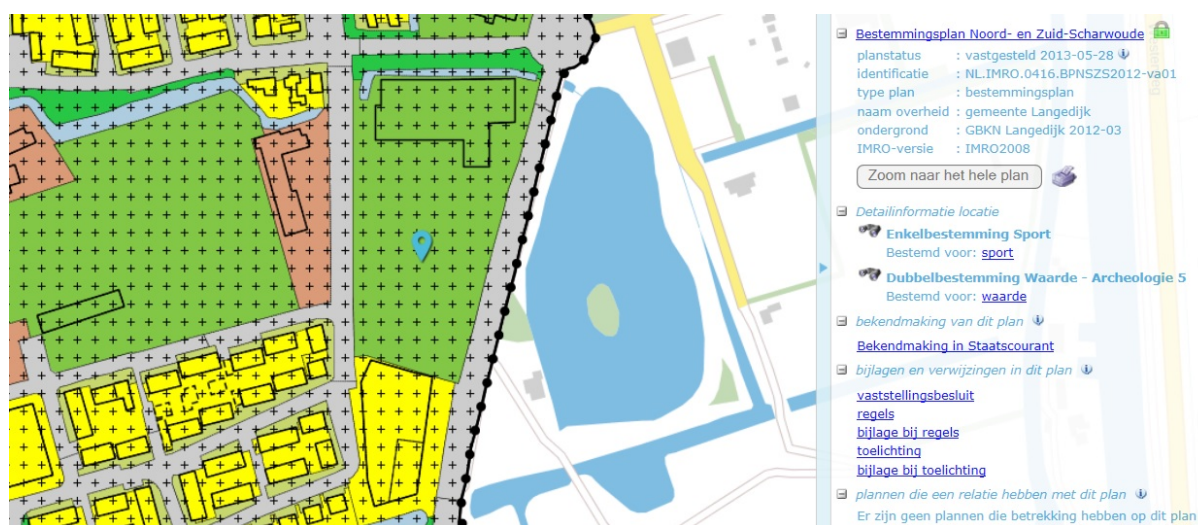 Bestemmingsplan Noord- en Zuid-Scharwoude
planstatus : vastgesteld 2013-05-28
identificatie : NL.IMRO.0416.BPNSZS2012-va01
type plan : bestemmingsplan
naam overheid : gemeente Langedijk
ondergrond : GBKN Langedijk 2012-03
IMRO-versie : IMRO2008
Zoom naar het hele plan
Detailinformatie locatie
Enkelbestemming Sport
Bestemd voor: sport
Dubbelbestemming Waarde - Archeologie 5
Bestemd voor: waarde
bekendmaking van dit plan
Bekendmaking in Staatscourant
bijlagen en verwijzingen in dit plan
vaststellingsbesluit
regels
bijlage bij regels
toelichting
bijlage bij toelichting
plannen die een relatie hebben met dit plan
Er zijn geen plannen die betrekking hebben op dit plan